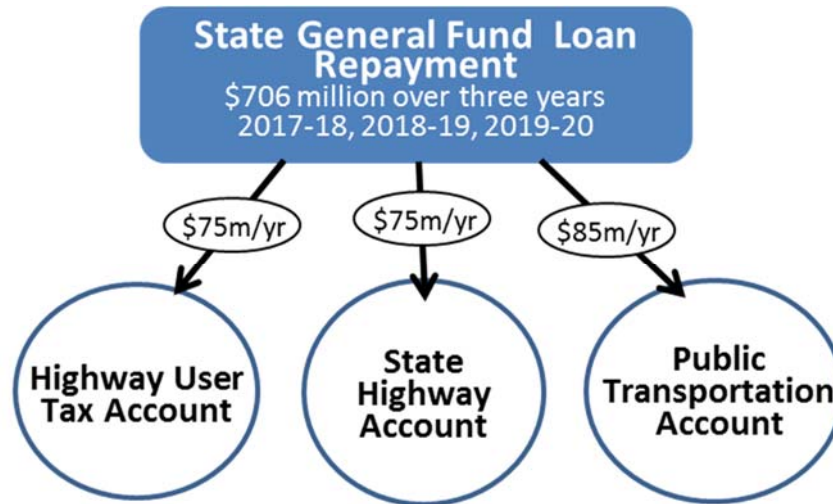 State General Fund Loan
Repayment
$706 million over three years
2017-18, 2018-19, 2019-20
$75m/yr
$75m/yr
$85m/yr
Highway User
Tax Account
State
Highway
Account
Public
Transportation
Account